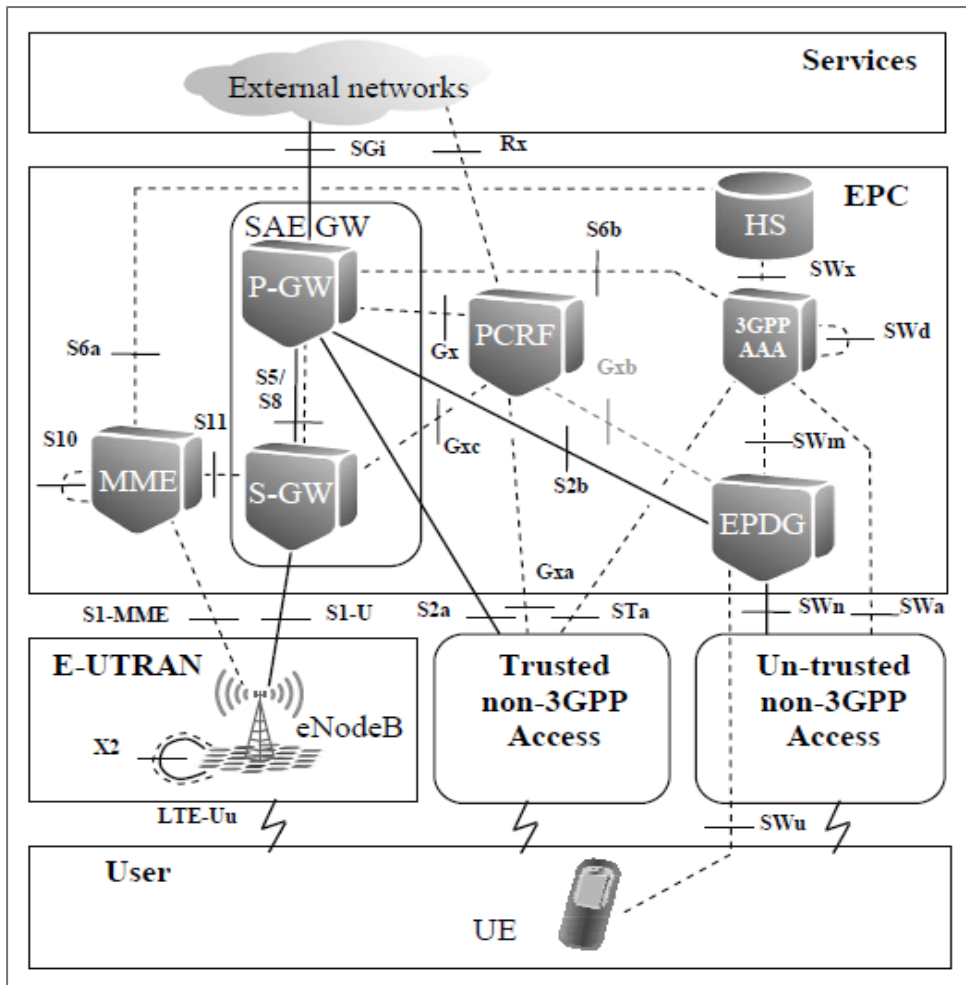 Services
External networks
SGi
Rx
EPC
SAE GW
HS
S6b
SWx
P-GW
PCRF
3GPP
AAA
SWd
Gx
S6a
S5/
S8
Gxb
S10
S11
Gxc
SWm
MME
S-GW
S2b
EPDG
Gxa
S1-MME
S1-U
S2a
STa
SWn
SWa
E-UTRAN
Trusted
non-3GPP
Access
Un-trusted
non-3GPP
Access
eNodeB
X2
LTE-Uu
SWu
User
UE